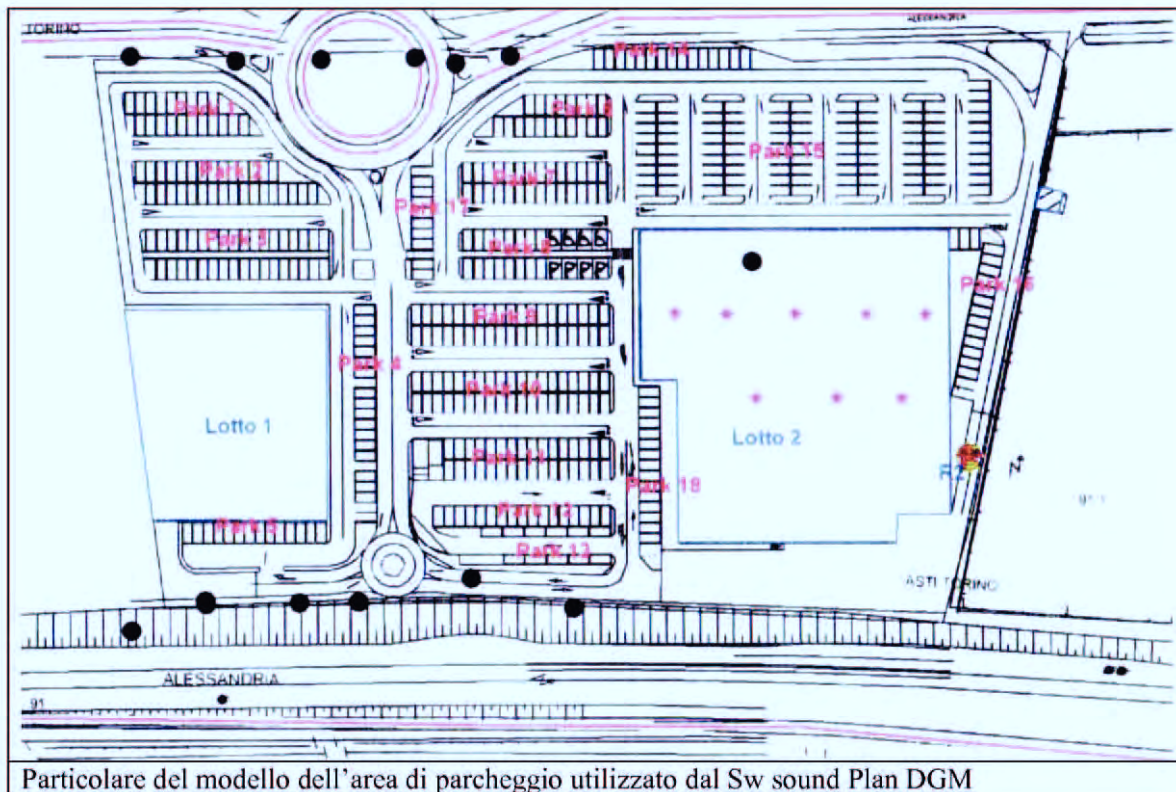 TORINO
ALESSANDRIA
Park 14
Park 1
Park 6
Park 2
Park 7
Park 15
Park 17
Park 3
Park 8
Park 16
Park 9
Park 4
Park 10
Lotto 1
Lotto 2
Park 11
R2
Park 18
91
Park 5
Park 12
Park 13
ASTI TORINO
ALESSANDRIA
91
Particolare del modello dell'area di parcheggio utilizzato dal Sw sound Plan DGM